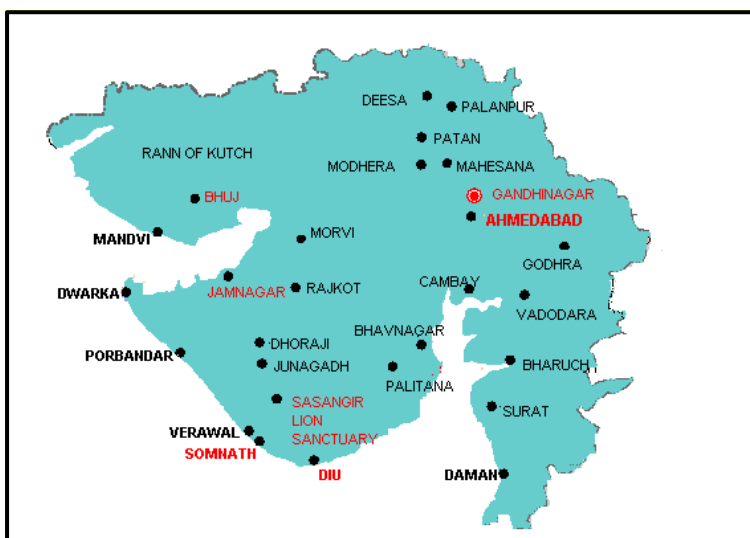 DEESA
PALANPUR
PATAN
RANN OF KUTCH
MODHERA
MAHESANA
BHUJ
GANDHINAGAR
AHMEDABAD
MANDVI
MORVI
GODHRA
CAMBAY
DWARKA
JAMNAGAR
RAJKOT
VADODARA
BHAVNAGAR
DHORAJI
PORBANDAR
JUNAGADH
BHARUCH
PALITANA
SASANGIR
LION
SANCTUARY
SURAT
VERAWAL
SOMNATH
DIU
DAMAN